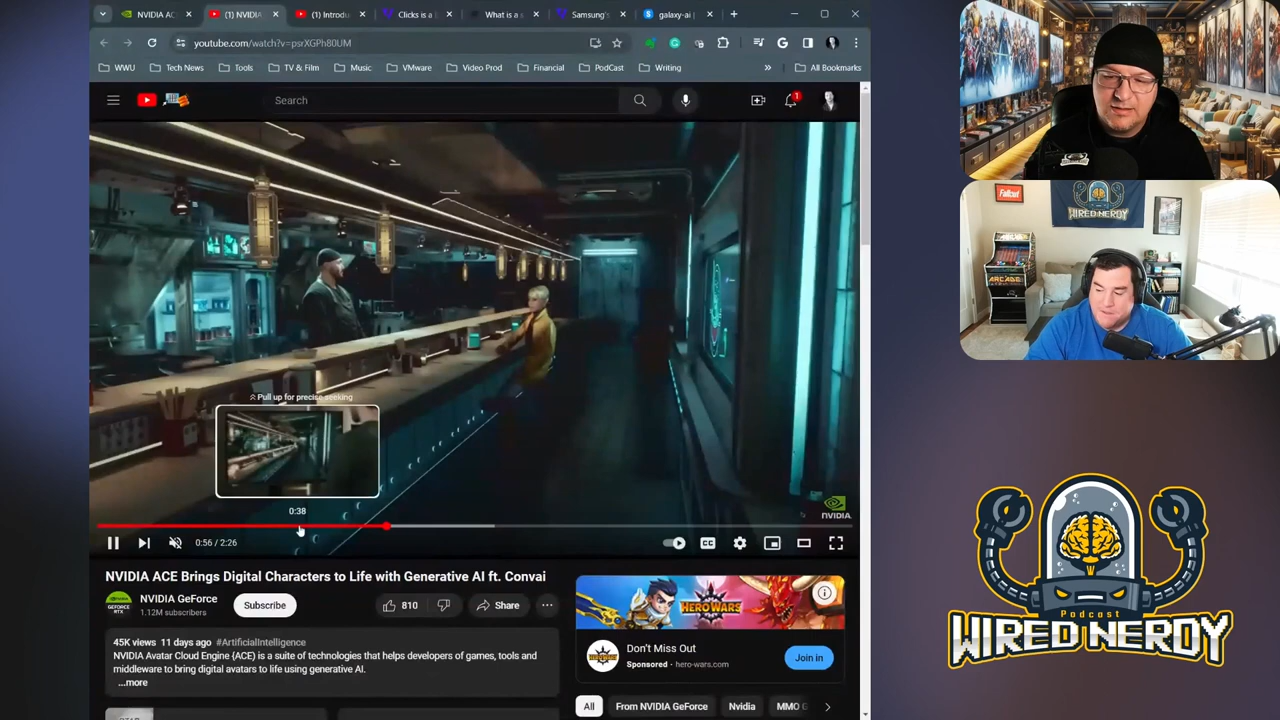 NVIDIA AC
(1) NVIDIA
(1) Introdu
Clicks is a
What is a s
Samsung's
galaxy-ai
youtube.com/watch?v=psrXGPh80UM
WWU
Tech News
Tools
TV & Film
Music
VMware
Video Prod
Financial
PodCast
Writing
All Bookmarks
Search
1
Pull up for precise seeking
0:38
NVIDIA.
0:56 / 2:26
CC
NVIDIA ACE Brings Digital Characters to Life with Generative AI ft. Convai
GEFORCE
RTX
NVIDIA GeForce
1.12M subscribers
Subscribe
810
Share
45K views 11 days ago #ArtificialIntelligence
NVIDIA Avatar Cloud Engine (ACE) is a suite of technologies that helps developers of games, tools and
middleware to bring digital avatars to life using generative AI.
...more
HERO WARS
Don't Miss Out
Sponsored · hero-wars.com
Join in
All
From NVIDIA GeForce
Nvidia
MMO G
Fallout
WIRED NERDY
ARCADE
Podcast
WIRED NERDY